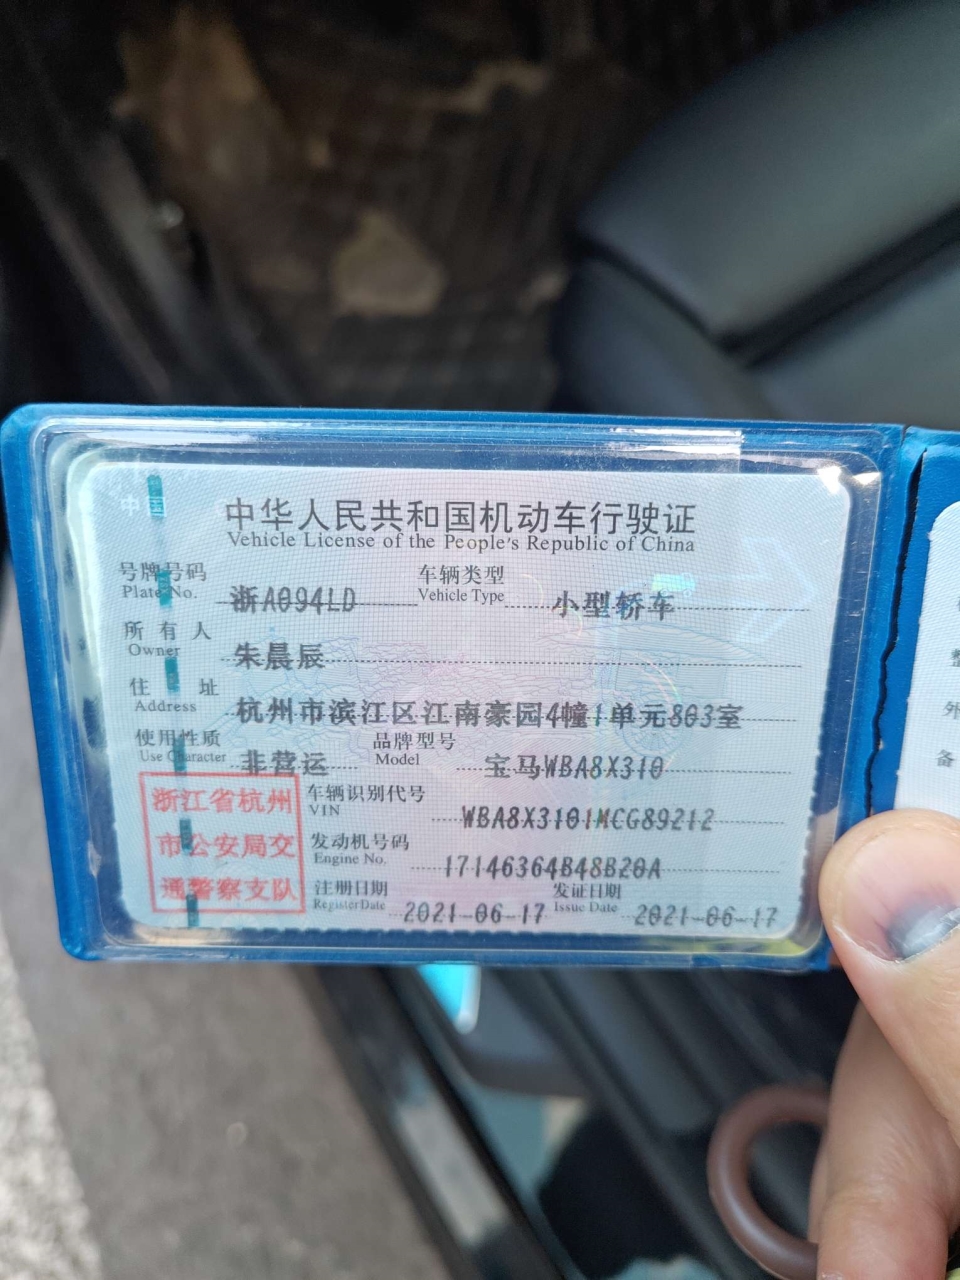 中国
中华人民共和国机动车行驶证
Vehicle License of the People's Republic of China
号牌号码 浙A094LD 车辆类型 小型轿车
Plate No. Vehicle Type
所有人 朱晨辰
Owner
住址 杭州市滨江区江南豪园4幢1单元803室
Address
使用性质 非营运 品牌型号 宝马WBA8X310
Use Character Model
浙江省杭州
市公安局交
通警察支队
车辆识别代号 WBA8X3101MCG89212
VIN
发动机号码 17146364B48B20A
Engine No.
注册日期 2021-06-17 发证日期 2021-06-17
Register Date Issue Date
整
外
备